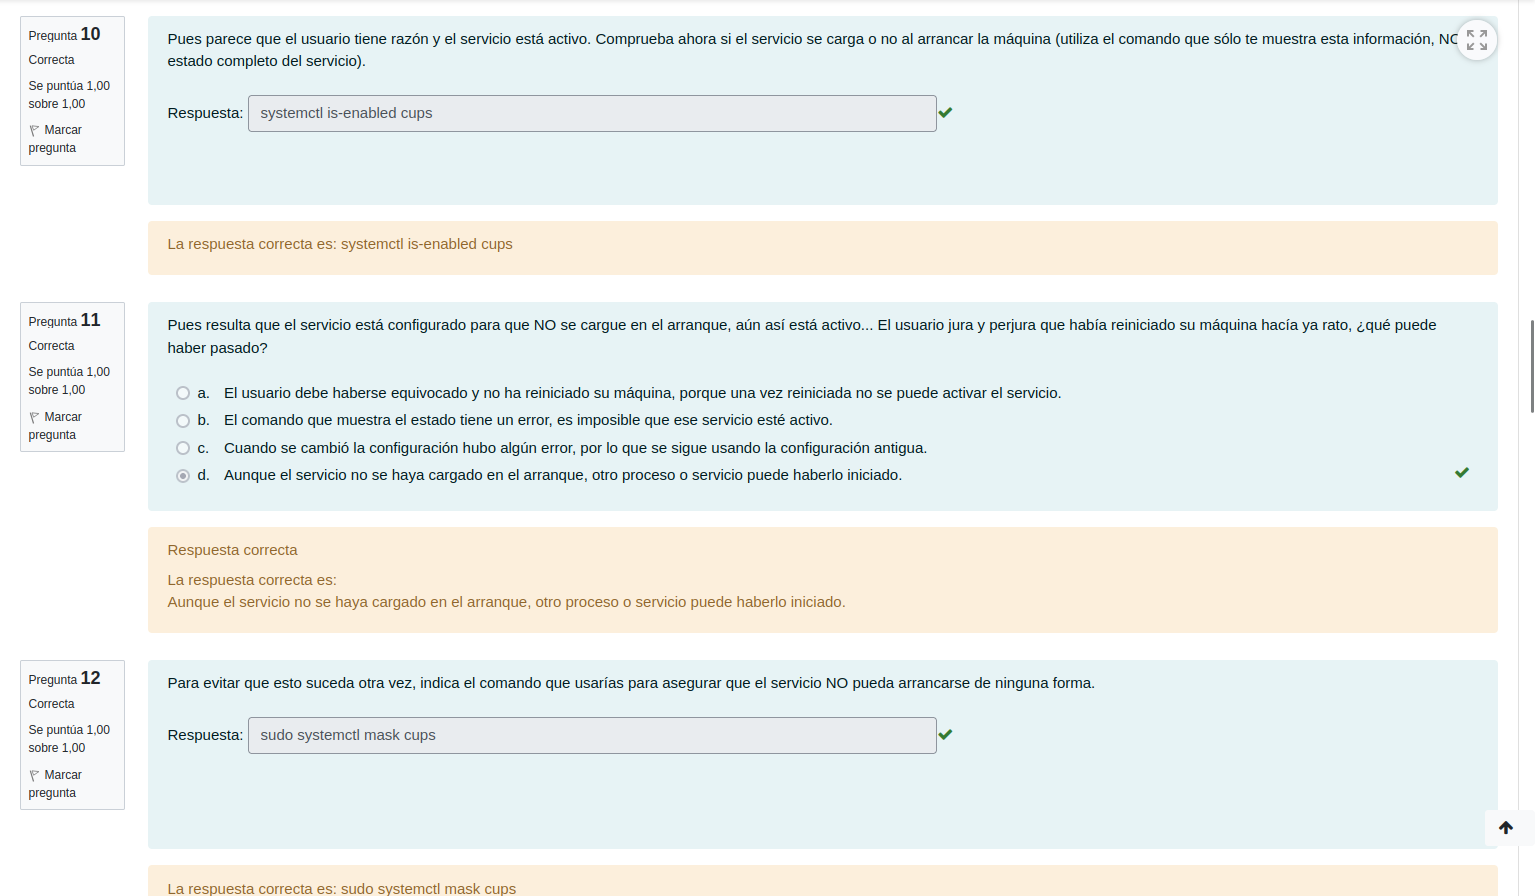 Pregunta 10
Correcta
Se puntúa 1,00
sobre 1,00
Marcar
pregunta
Pues parece que el usuario tiene razón y el servicio está activo. Comprueba ahora si el servicio se carga o no al arrancar la máquina (utiliza el comando que sólo te muestra esta información, NO
estado completo del servicio).
Respuesta: systemctl is-enabled cups
La respuesta correcta es: systemctl is-enabled cups
Pregunta 11
Correcta
Se puntúa 1,00
sobre 1,00
Marcar
pregunta
Pues resulta que el servicio está configurado para que NO se cargue en el arranque, aún así está activo... El usuario jura y perjura que había reiniciado su máquina hacía ya rato, ¿qué puede
haber pasado?
a. El usuario debe haberse equivocado y no ha reiniciado su máquina, porque una vez reiniciada no se puede activar el servicio.
b. El comando que muestra el estado tiene un error, es imposible que ese servicio esté activo.
c. Cuando se cambió la configuración hubo algún error, por lo que se sigue usando la configuración antigua.
d. Aunque el servicio no se haya cargado en el arranque, otro proceso o servicio puede haberlo iniciado.
Respuesta correcta
La respuesta correcta es:
Aunque el servicio no se haya cargado en el arranque, otro proceso o servicio puede haberlo iniciado.
Pregunta 12
Correcta
Se puntúa 1,00
sobre 1,00
Marcar
pregunta
Para evitar que esto suceda otra vez, indica el comando que usarías para asegurar que el servicio NO pueda arrancarse de ninguna forma.
Respuesta: sudo systemctl mask cups
La respuesta correcta es: sudo systemctl mask cups